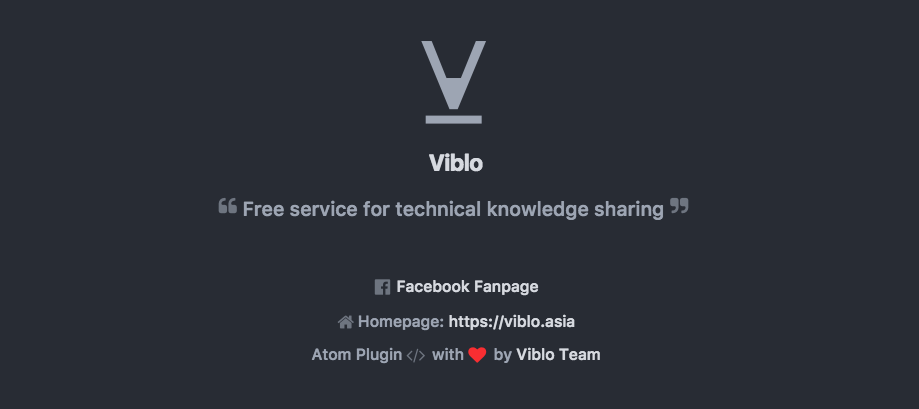 Viblo
“ Free service for technical knowledge sharing ”
Facebook Fanpage
Homepage: https://viblo.asia
Atom Plugin </> with ❤ by Viblo Team